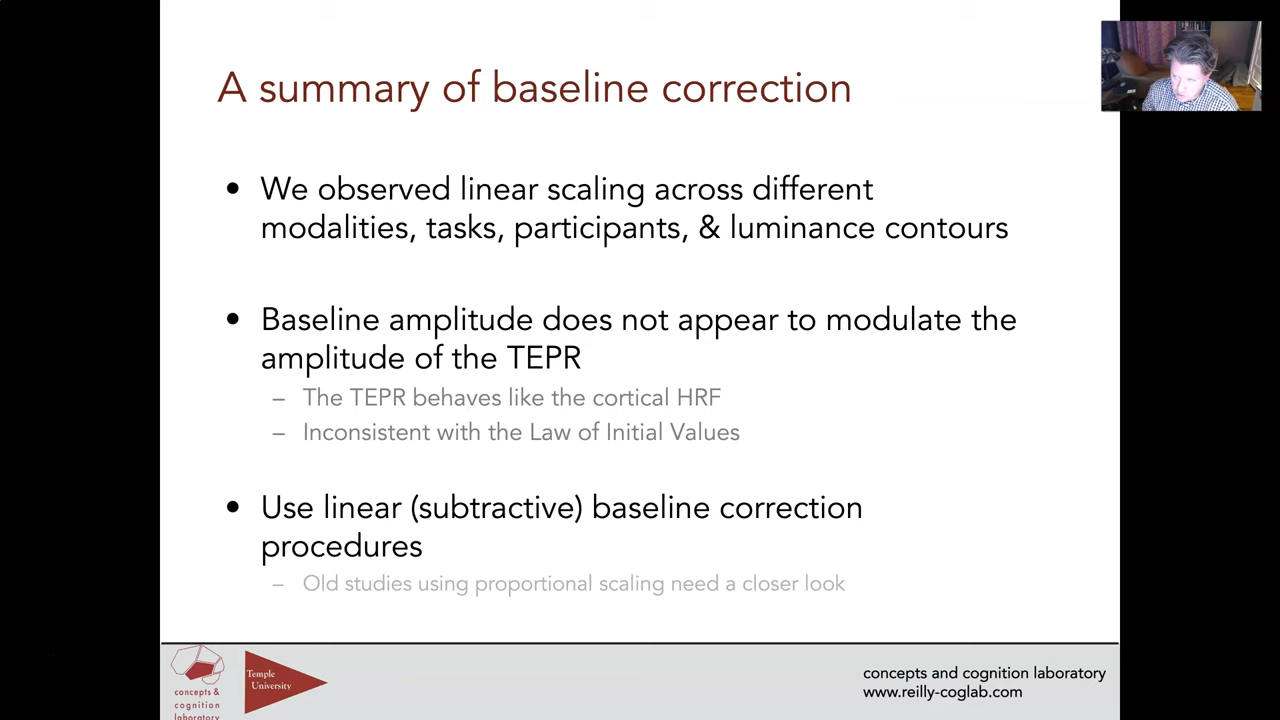 A summary of baseline correction
• We observed linear scaling across different
modalities, tasks, participants, & luminance contours
• Baseline amplitude does not appear to modulate the
amplitude of the TEPR
– The TEPR behaves like the cortical HRF
– Inconsistent with the Law of Initial Values
• Use linear (subtractive) baseline correction
procedures
– Old studies using proportional scaling need a closer look
concepts &
cognition
laboratory
Temple
University
concepts and cognition laboratory
www.reilly-coglab.com